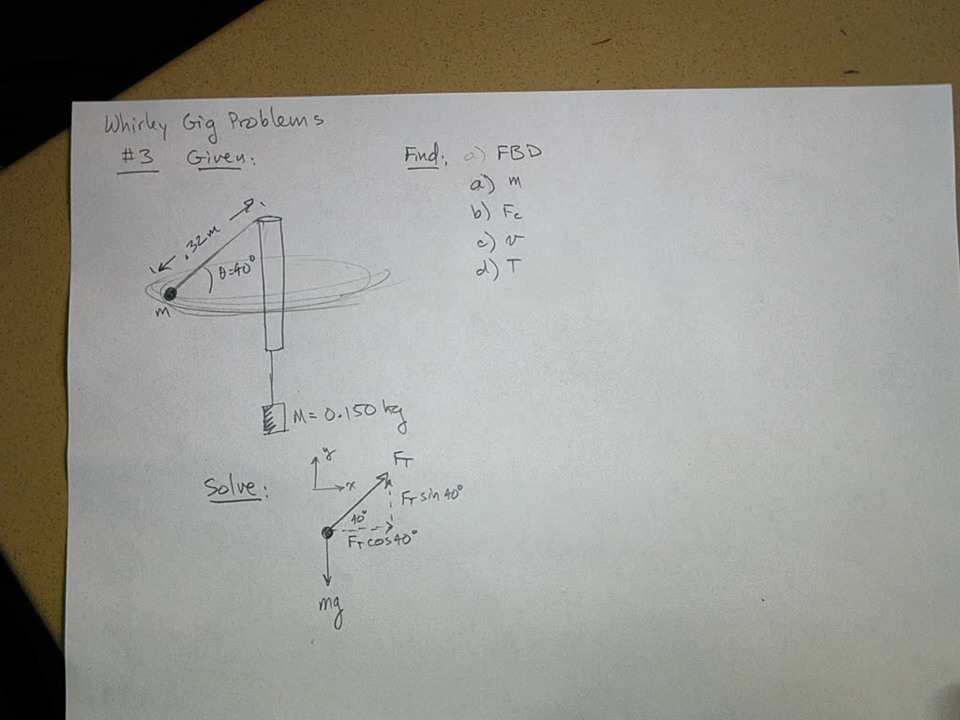 Whirley Gig Problems
#3 Given:
Find: a) FBD
a) m
b) Fc
c) v
d) T
.32m
θ=40°
m
M = 0.150 kg
Solve:
y
x
FT
FT sin 40°
40°
FT cos 40°
mg